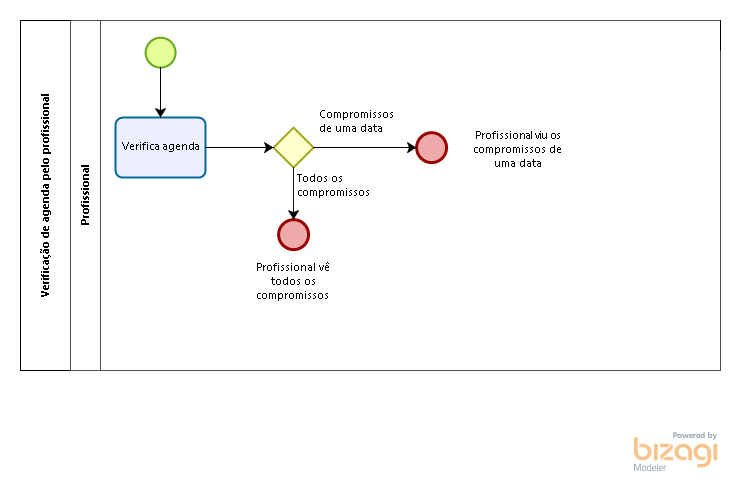 Verificação de agenda pelo profissional
Profissional
Verifica agenda
Compromissos
de uma data
Profissional viu os
compromissos de
uma data
Todos os
compromissos
Profissional vê
todos os
compromissos
Powered by
bizagi
Modeler